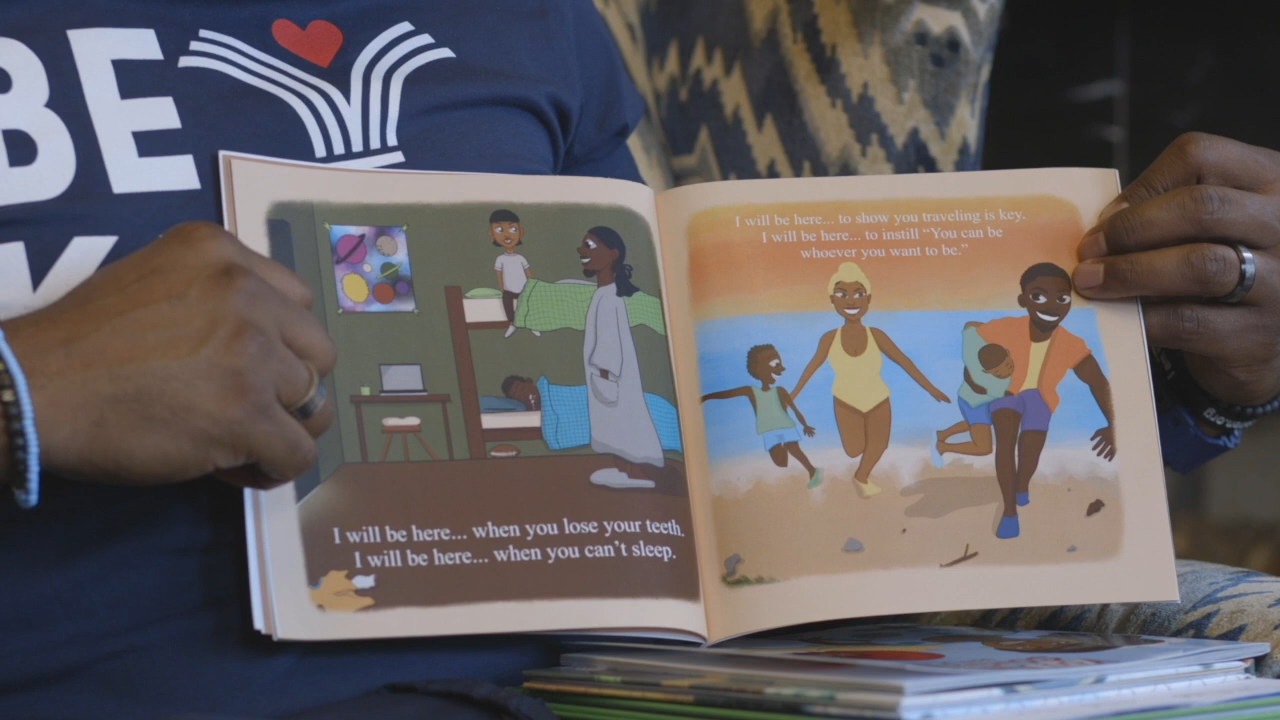 BE
I will be here... when you lose your teeth.
I will be here... when you can't sleep.
I will be here... to show you traveling is key.
I will be here... to instill “You can be
whoever you want to be.”